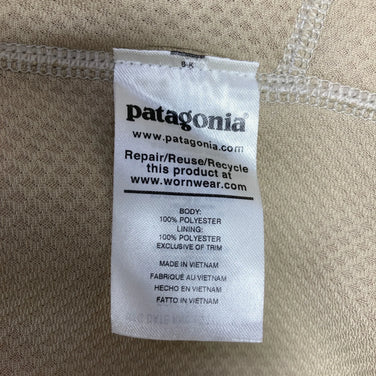 patagonia®
www.patagonia.com
Repair/Reuse/Recycle
this product at
www.wornwear.com
BODY:
100% POLYESTER
LINING:
100% POLYESTER
EXCLUSIVE OF TRIM
MADE IN VIETNAM
FABRIQUÉ AU VIETNAM
HECHO EN VIETNAM
FATTO IN VIETNAM